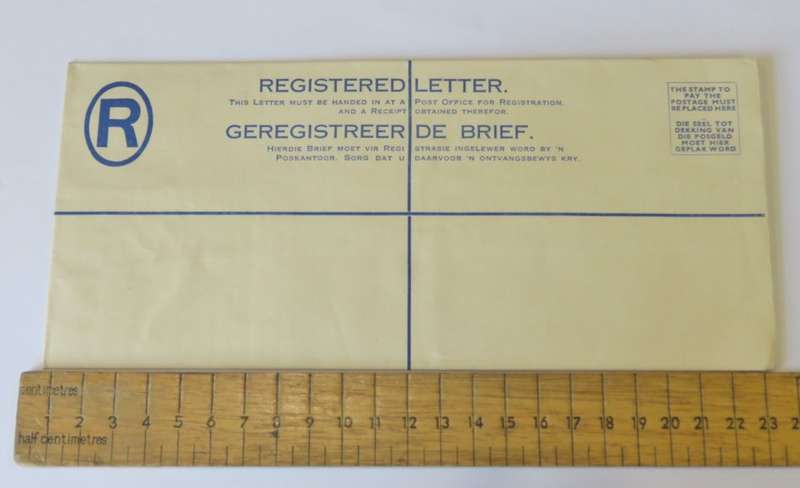 R
REGISTERED LETTER.
THIS LETTER MUST BE HANDED IN AT A POST OFFICE FOR REGISTRATION,
AND A RECEIPT OBTAINED THEREFOR.
GEREGISTREERDE BRIEF.
HIERDIE BRIEF MOET VIR REGISTRASIE INGELEWER WORD BY 'N
POSKANTOOR. SORG DAT U DAARVOOR 'N ONTVANGSBEWYS KRY.
THE STAMP TO
PAY THE
POSTAGE MUST
BE PLACED HERE
DIE SEËL TOT
DEKKING VAN
DIE POSGELD
MOET HIER
GEPLAK WORD
centimetres
1 2 3 4 5 6 7 8 9 10 11 12 13 14 15 16 17 18 19 20 21 22 23
half centimetres